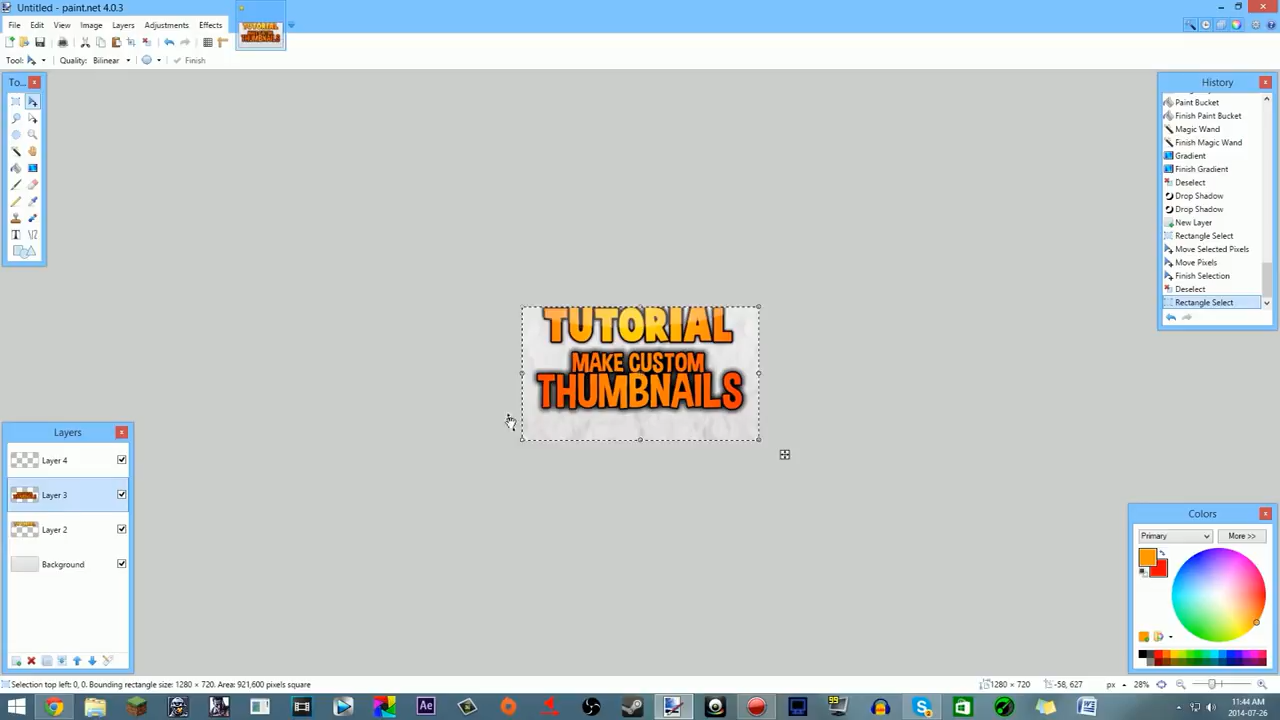 Untitled - paint.net 4.0.3
File Edit View Image Layers Adjustments Effects
Tool: Quality: Bilinear Finish
To...
TUTORIAL
MAKE CUSTOM
THUMBNAILS
History
Paint Bucket
Finish Paint Bucket
Magic Wand
Finish Magic Wand
Gradient
Finish Gradient
Deselect
Drop Shadow
Drop Shadow
New Layer
Rectangle Select
Move Selected Pixels
Move Pixels
Finish Selection
Deselect
Rectangle Select
Layers
Layer 4
Layer 3
Layer 2
Background
Colors
Primary More >>
Selection top left: 0, 0. Bounding rectangle size: 1280 × 720. Area: 921,600 pixels square 1280 × 720 -58, 627 px 28%
Ae 99
11:44 AM
2014-07-26